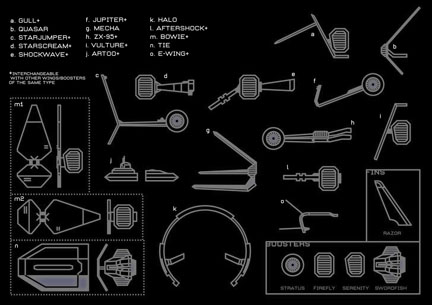 a. GULL+
b. QUASAR
c. STARJUMPER+
d. STARSCREAM+
e. SHOCKWAVE+
f. JUPITER+
g. MECHA
h. ZX-95+
i. VULTURE+
j. ARTOO+
k. HALO
l. AFTERSHOCK+
m. BOWIE+
n. TIE
o. E-WING+
*INTERCHANGEABLE
WITH OTHER WINGS/BOOSTERS
OF THE SAME TYPE
a
b
c
d
e
f
g
h
i
j
k
l
m1
m2
n
o
FINS
RAZOR
BOOSTERS
STRATUS
FIREFLY
SERENITY
SWORDFISH